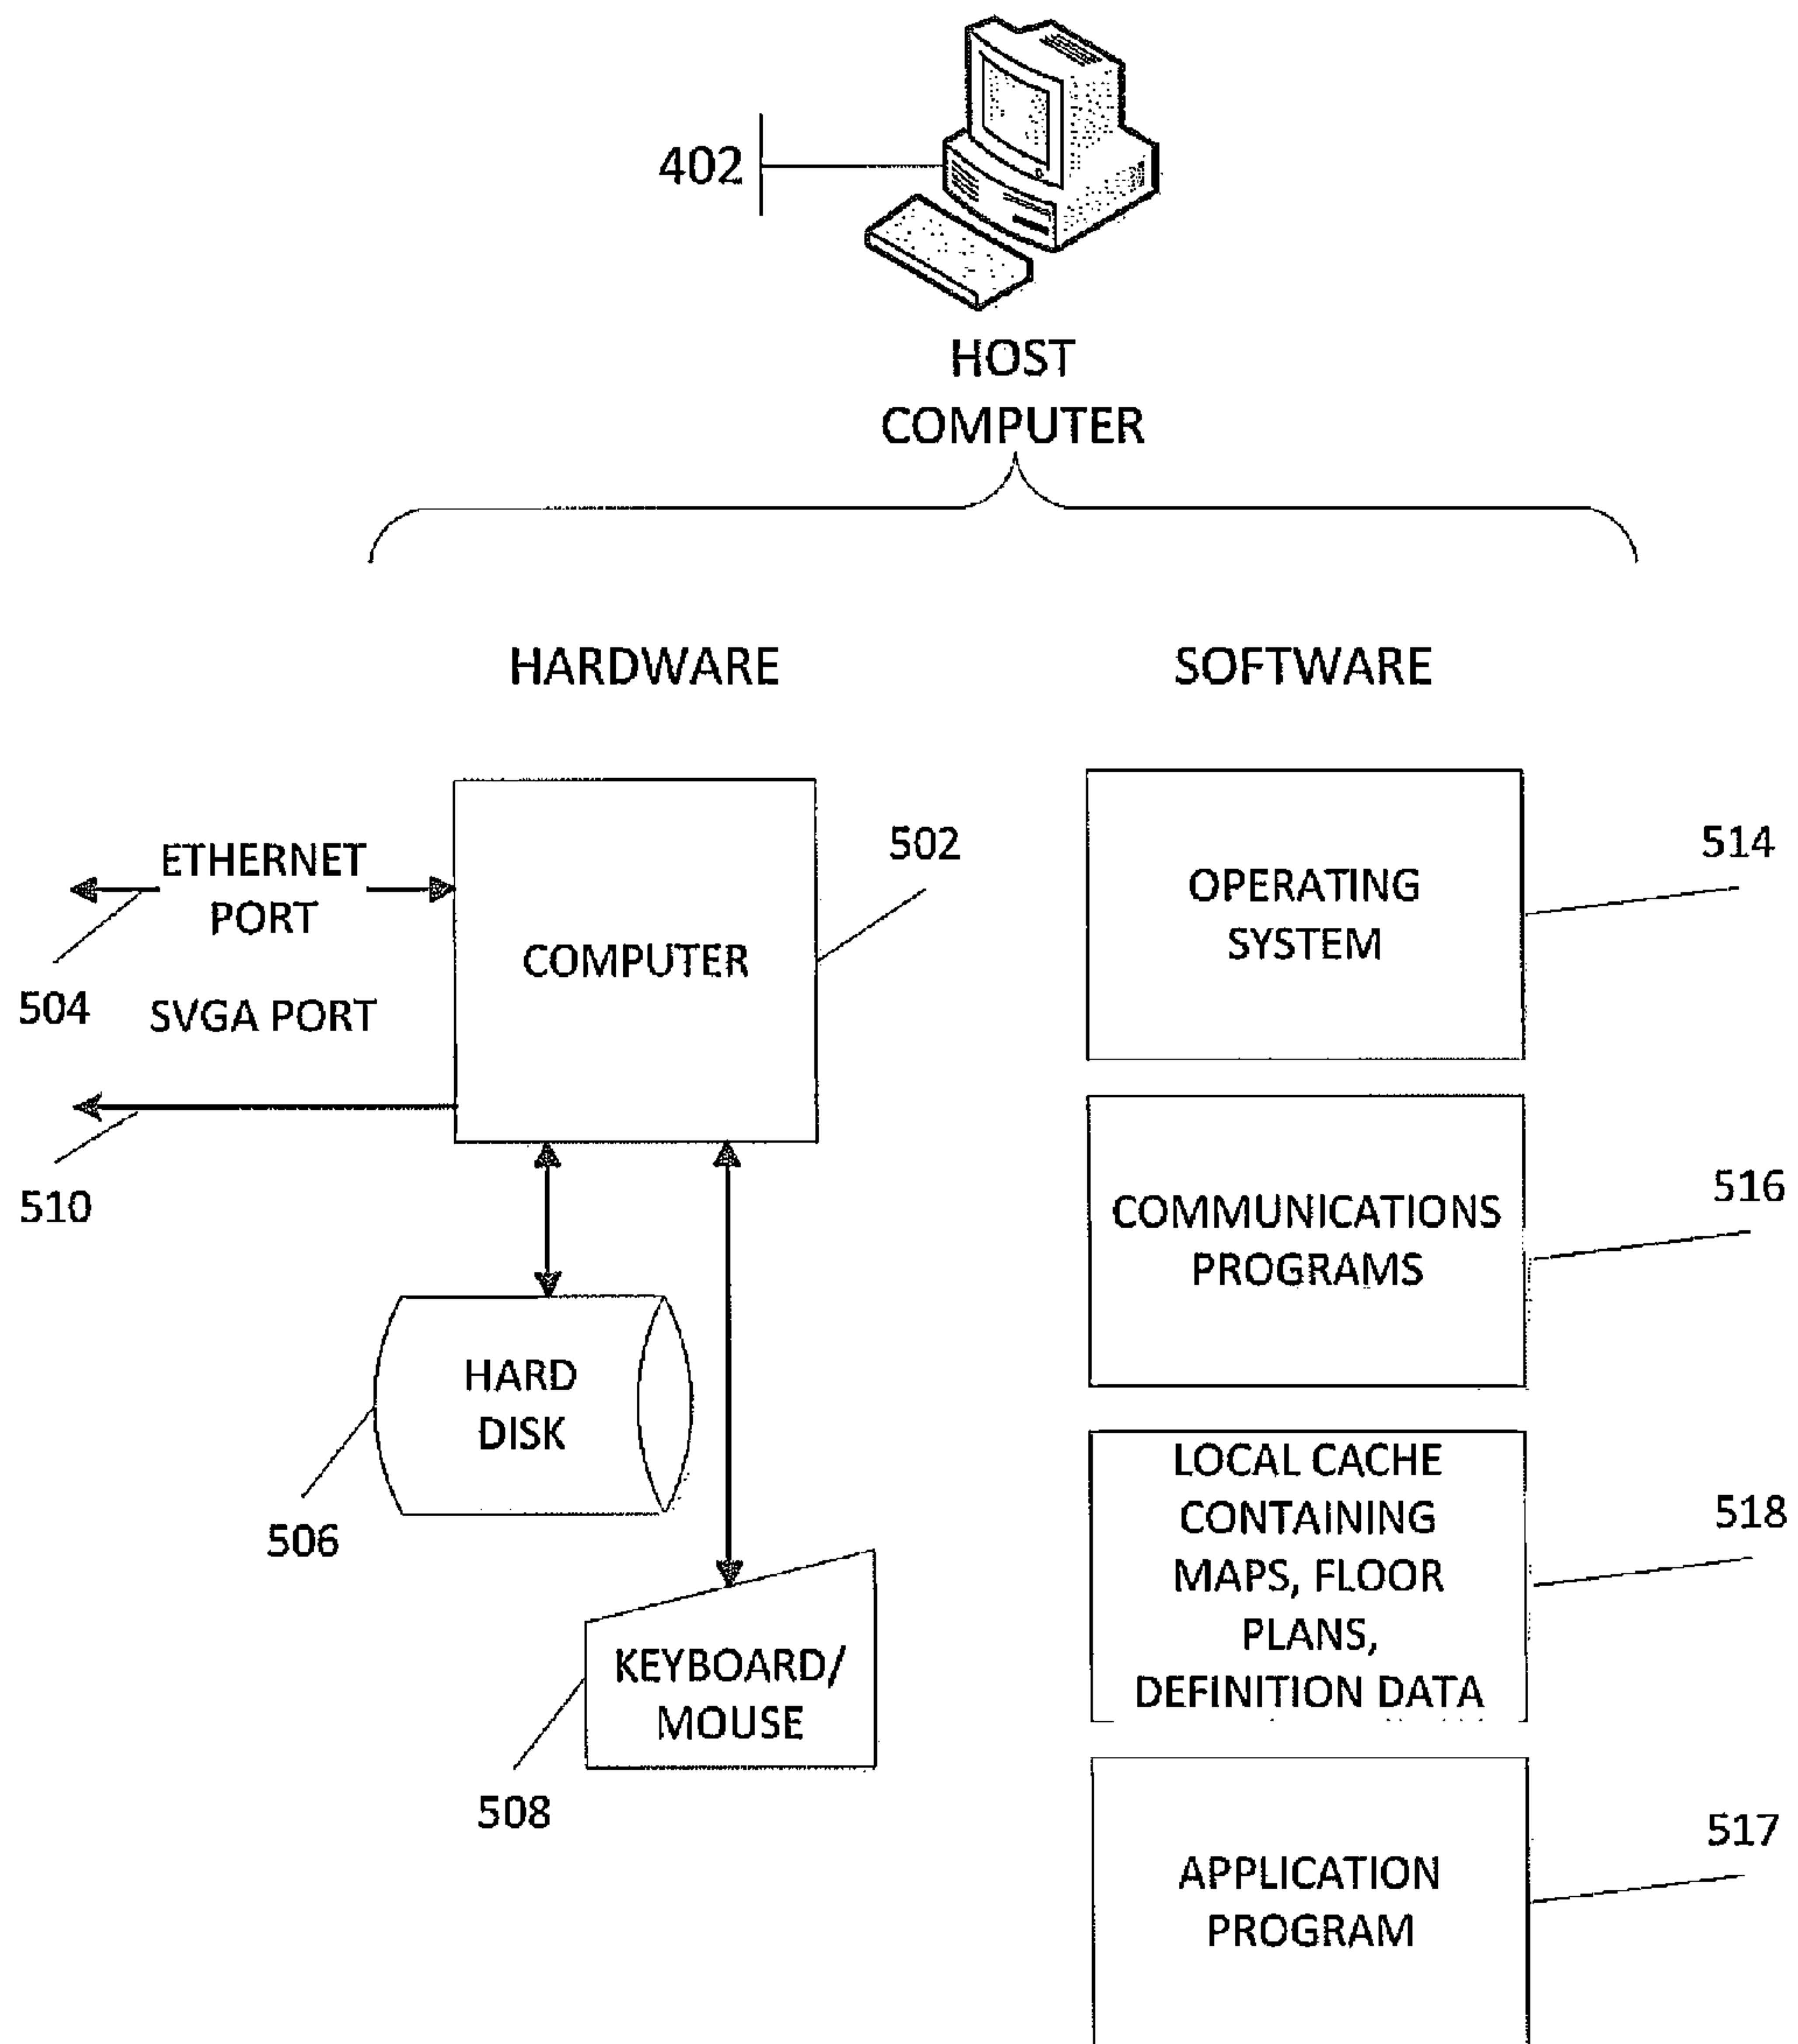 402
HOST
COMPUTER
HARDWARE
SOFTWARE
ETHERNET
PORT
504
SVGA PORT
510
COMPUTER
502
HARD
DISK
506
KEYBOARD/
MOUSE
508
OPERATING
SYSTEM
514
COMMUNICATIONS
PROGRAMS
516
LOCAL CACHE
CONTAINING
MAPS, FLOOR
PLANS,
DEFINITION DATA
518
APPLICATION
PROGRAM
517